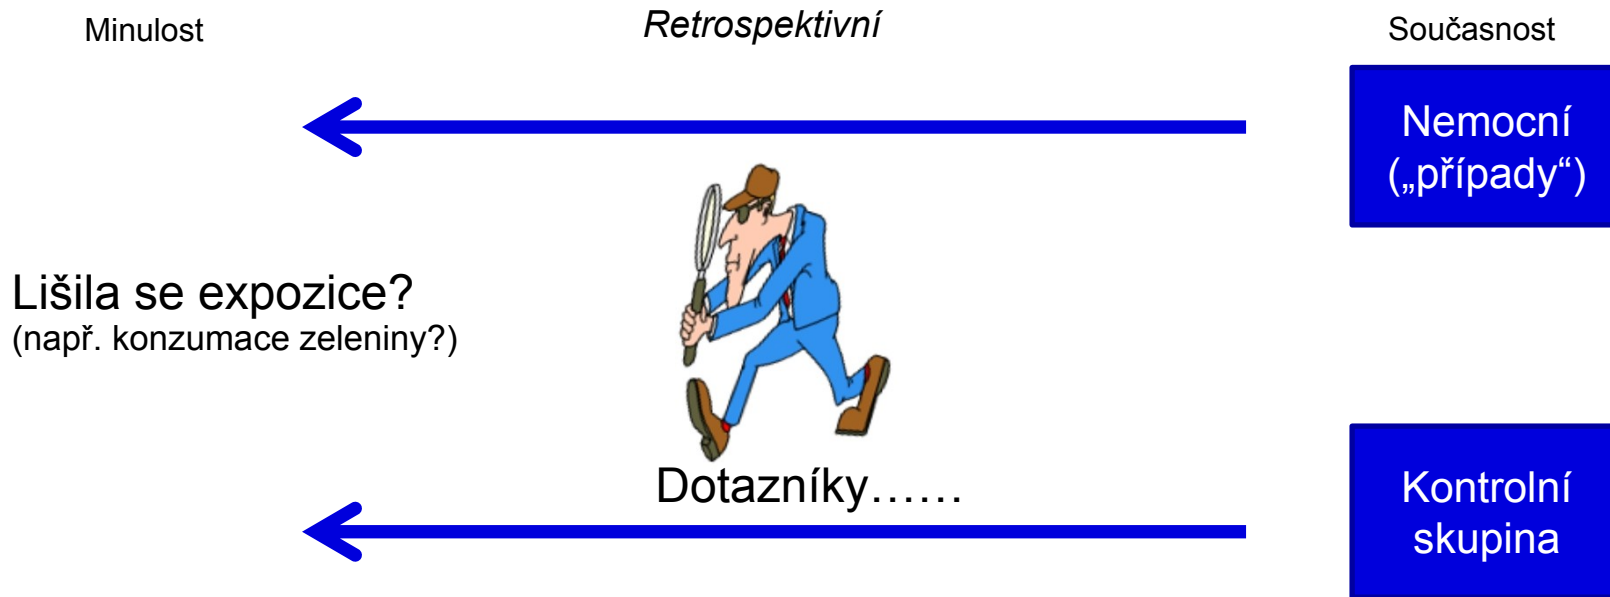 Minulost
Retrospektivní
Současnost
Nemocní
(„případy“)
Lišila se expozice?
(např. konzumace zeleniny?)
Dotazníky……
Kontrolní
skupina